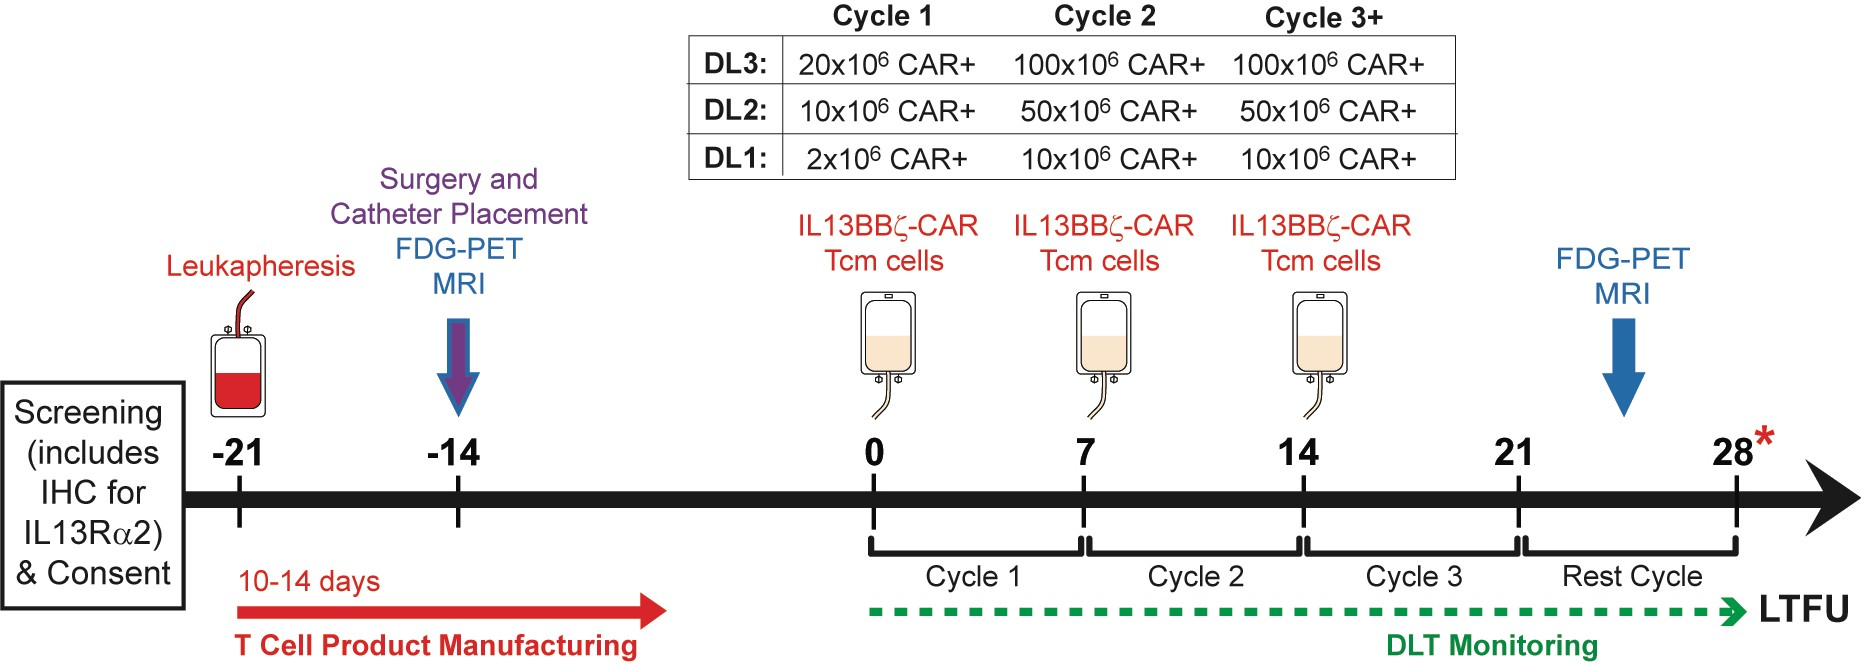 Cycle 1 Cycle 2 Cycle 3+
DL3: 20x10⁶ CAR+ 100x10⁶ CAR+ 100x10⁶ CAR+
DL2: 10x10⁶ CAR+ 50x10⁶ CAR+ 50x10⁶ CAR+
DL1: 2x10⁶ CAR+ 10x10⁶ CAR+ 10x10⁶ CAR+
Surgery and
Catheter Placement
FDG-PET
MRI
Leukapheresis
IL13BBζ-CAR
Tcm cells
IL13BBζ-CAR
Tcm cells
IL13BBζ-CAR
Tcm cells
FDG-PET
MRI
Screening
(includes
IHC for
IL13Rα2)
& Consent
-21 -14 0 7 14 21 28*
Cycle 1 Cycle 2 Cycle 3 Rest Cycle
10-14 days
T Cell Product Manufacturing
LTFU
DLT Monitoring